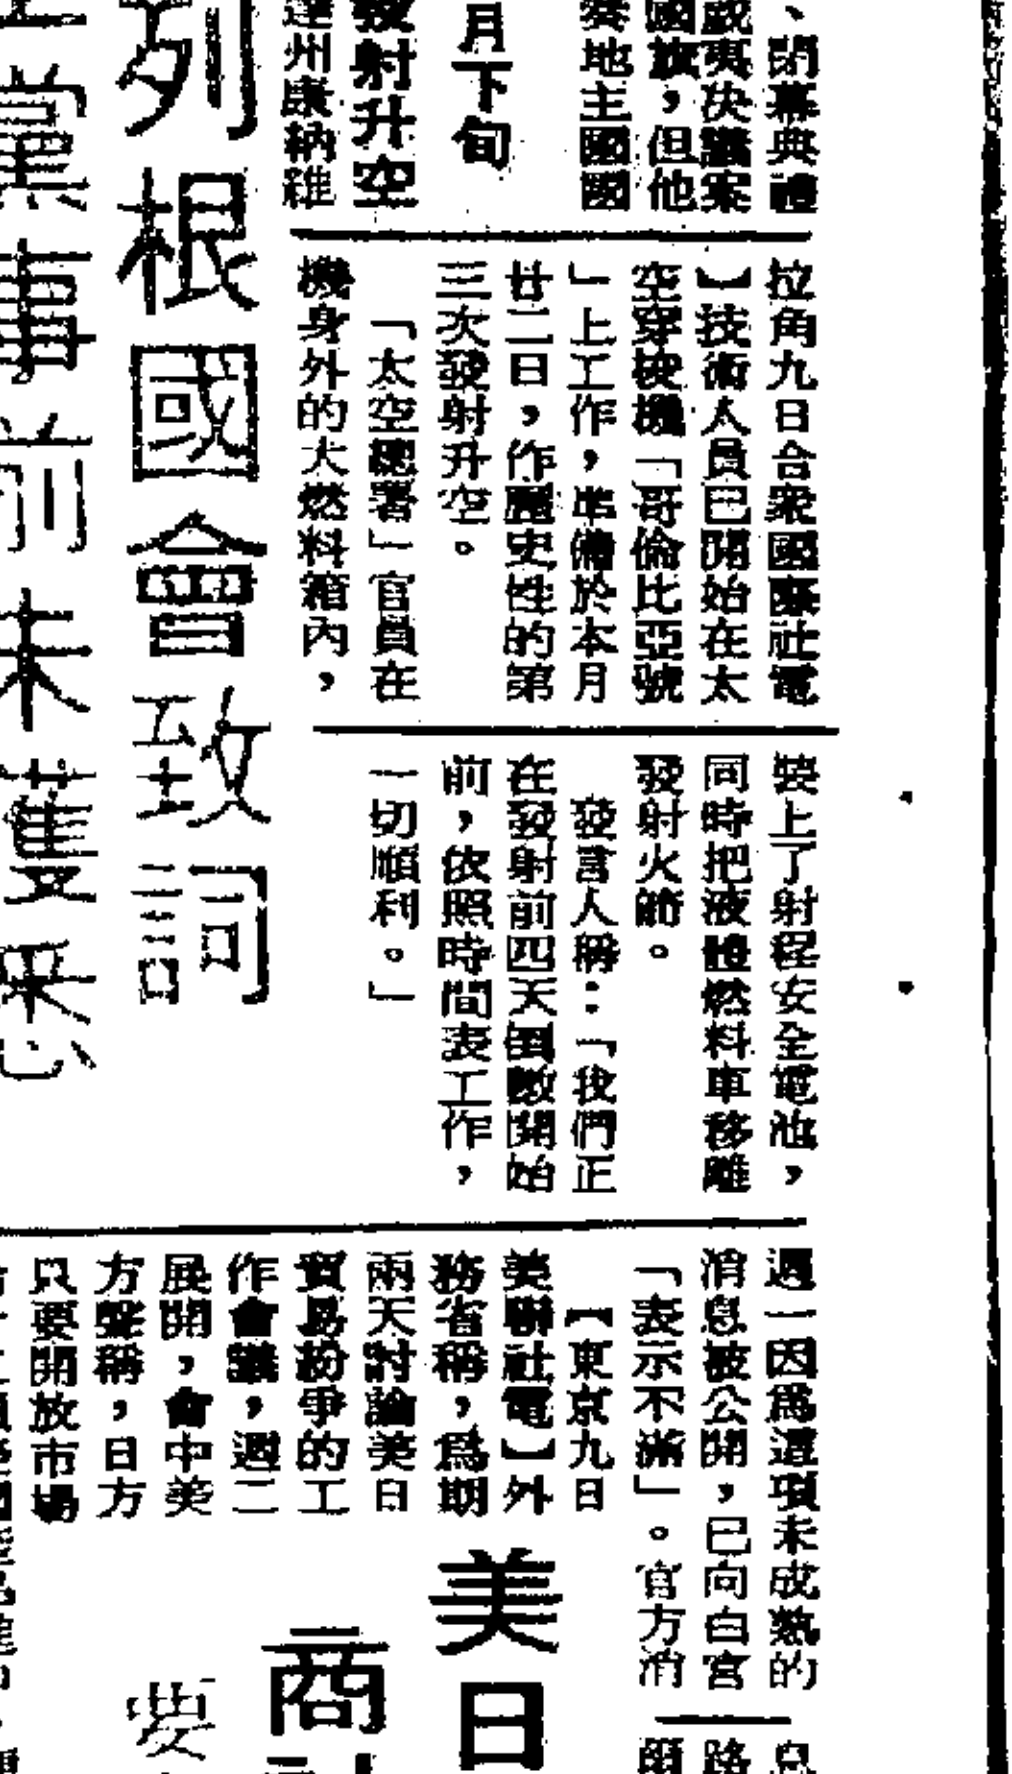 、閉幕典禮
威夷決議案
國旗，但他
賽地主國國
月下旬
發射升空
達州康納維
拉角九日合衆國際社電
】技術人員已開始在太
空穿梭機「哥倫比亞號
」上工作，準備於本月
廿二日，作歷史性的第
三次發射升空。
「太空總署」官員在
機身外的大燃料箱內，
裝上了射程安全電池，
同時把液體燃料車移離
發射火箭。
發言人稱：「我們正
在發射前四天倒數開始
前，依照時間表工作，
一切順利。」
列根國會致詞
黨事前未獲悉
週一因爲這項未成熟的
消息被公開，已向白宮
「表示不滿」。官方消
息
路
【東京九日
美聯社電】外
務省稱，爲期
兩天討論美日
貿易紛爭的工
作會議，週二
展開，會中美
方聲稱，日方
只要開放市場
美日
商
要